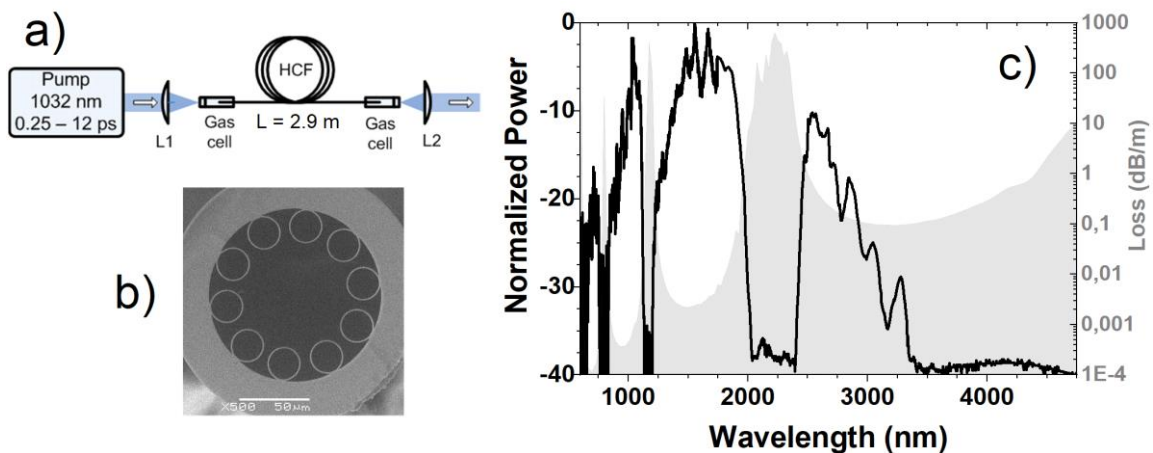 a)
HCF
Pump
1032 nm
0.25 – 12 ps
L1
Gas
cell
L = 2.9 m
Gas
cell
L2
b)
X500 50μm
c)
Normalized Power
0
-10
-20
-30
-40
1000 2000 3000 4000
Wavelength (nm)
1000
100
10
1
0,1
0,01
0,001
1E-4
Loss (dB/m)